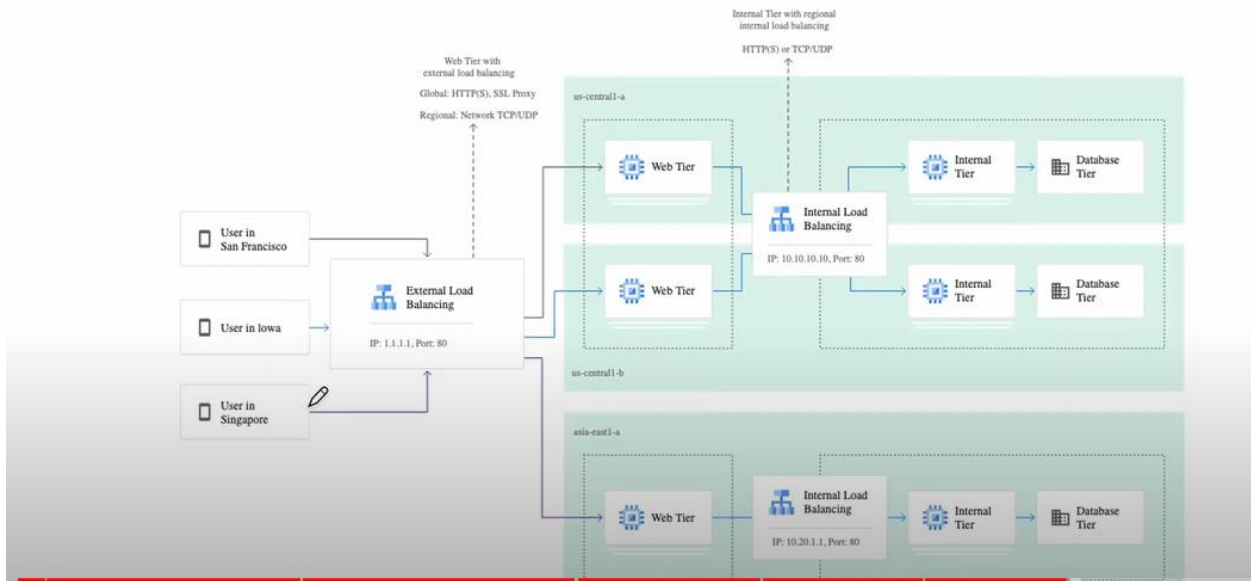 Internal Tier with regional
internal load balancing
HTTP(S) or TCP/UDP
Web Tier with
external load balancing
Global: HTTP(S), SSL Proxy
Regional: Network TCP/UDP
us-central1-a
Web Tier
Internal
Tier
Database
Tier
User in
San Francisco
Internal Load
Balancing
IP: 10.10.10.10, Port: 80
External Load
Balancing
IP: 1.1.1.1, Port: 80
Web Tier
Internal
Tier
Database
Tier
User in Iowa
us-central1-b
User in
Singapore
asia-east1-a
Web Tier
Internal Load
Balancing
IP: 10.20.1.1, Port: 80
Internal
Tier
Database
Tier